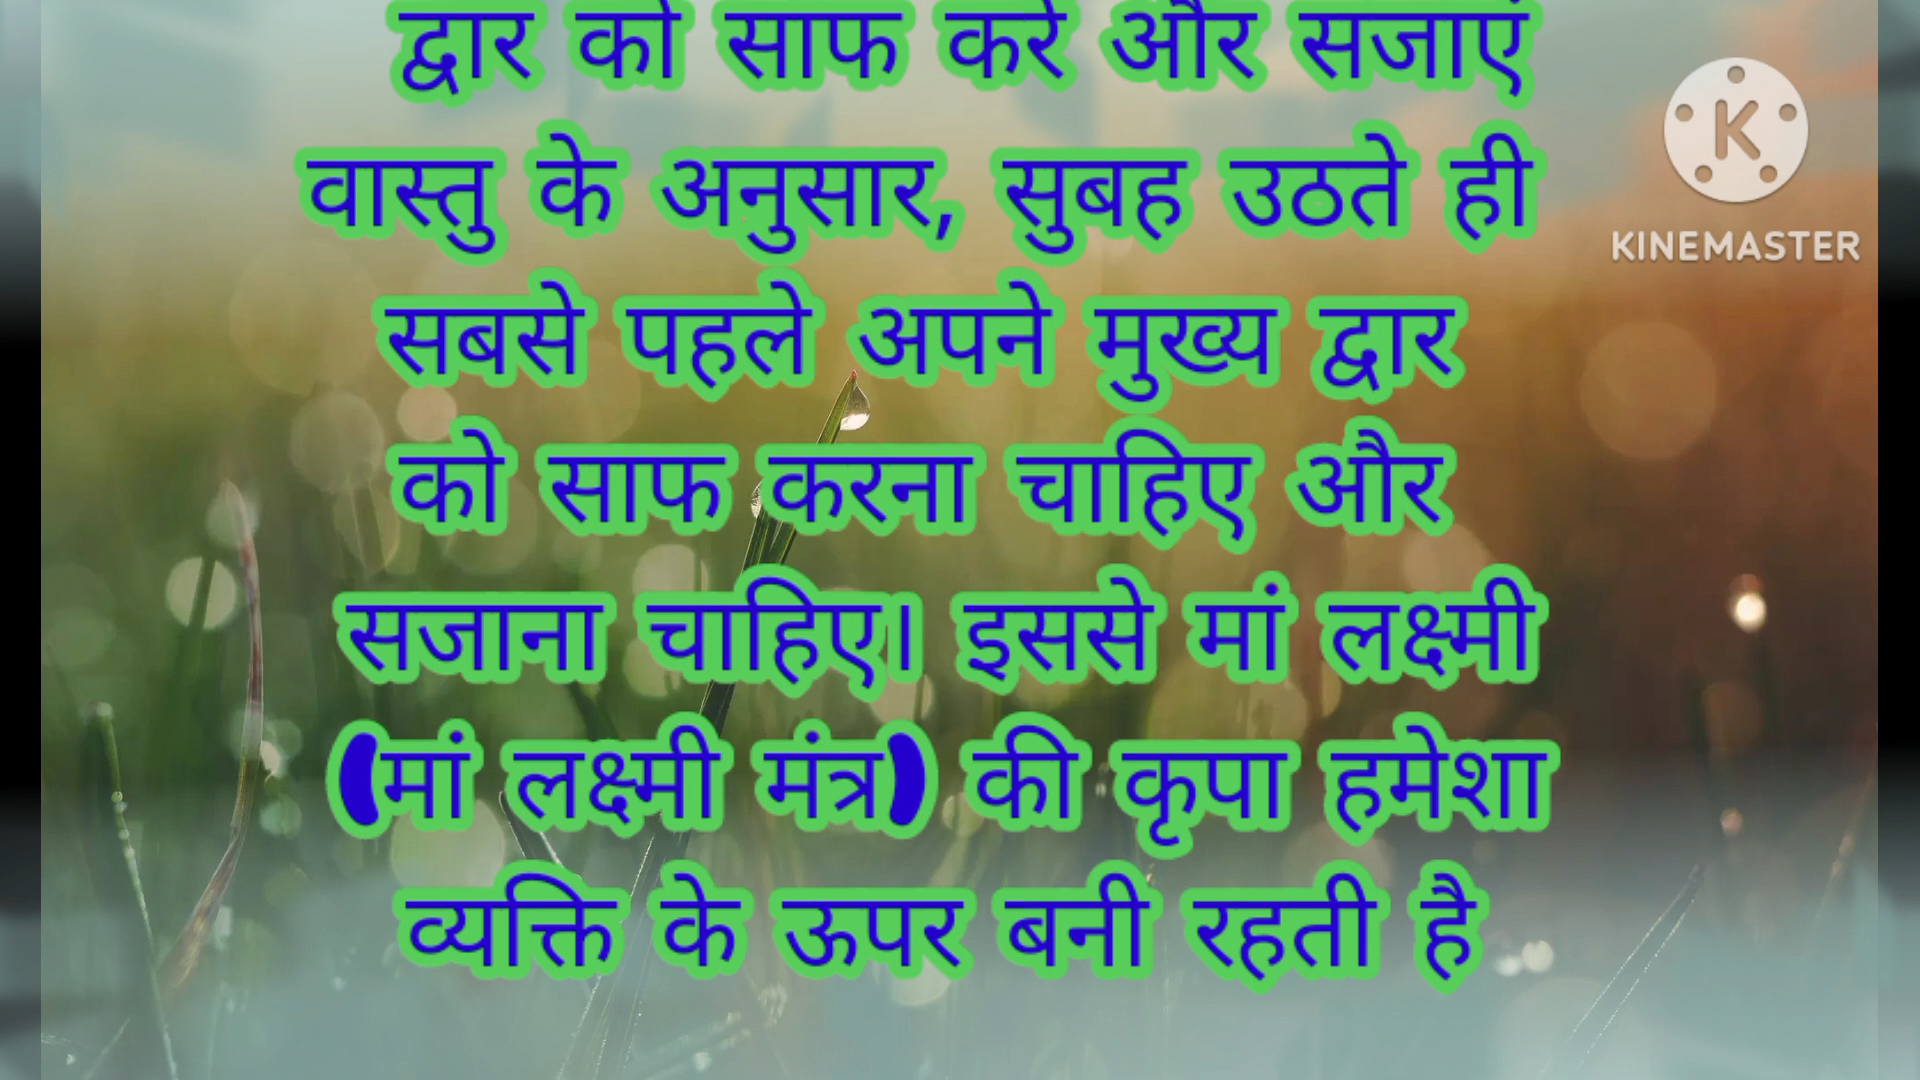 द्वार को साफ करें और सजाएं
वास्तु के अनुसार, सुबह उठते ही
सबसे पहले अपने मुख्य द्वार
को साफ करना चाहिए और
सजाना चाहिए। इससे मां लक्ष्मी
(मां लक्ष्मी मंत्र) की कृपा हमेशा
व्यक्ति के ऊपर बनी रहती है
K
KINEMASTER